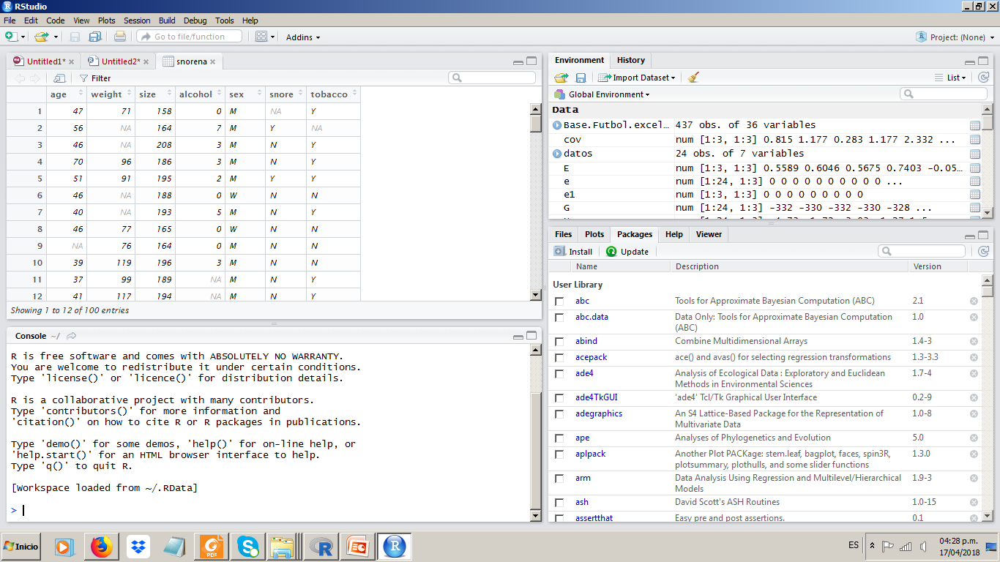 RStudio
File Edit Code View Plots Session Build Debug Tools Help
Go to file/function Addins Project: (None)
Untitled1* Untitled2* snorena
Filter
age weight size alcohol sex snore tobacco
1 47 71 158 0 M NA Y
2 56 NA 164 7 M Y NA
3 46 NA 208 3 M N Y
4 70 96 186 3 M N Y
5 51 91 195 2 M Y Y
6 46 NA 188 0 W N N
7 40 NA 193 5 M N Y
8 46 77 165 0 W N N
9 NA 76 164 0 M N N
10 39 119 196 3 M N N
11 37 99 189 NA M N Y
12 41 117 194 NA M N Y
Showing 1 to 12 of 100 entries
Console ~/
R is free software and comes with ABSOLUTELY NO WARRANTY.
You are welcome to redistribute it under certain conditions.
Type 'license()' or 'licence()' for distribution details.
R is a collaborative project with many contributors.
Type 'contributors()' for more information and
'citation()' on how to cite R or R packages in publications.
Type 'demo()' for some demos, 'help()' for on-line help, or
'help.start()' for an HTML browser interface to help.
Type 'q()' to quit R.
[Workspace loaded from ~/.RData]
>
Environment History
Import Dataset List
Global Environment
Data
Base.Futbol.excel… 437 obs. of 36 variables
cov num [1:3, 1:3] 0.815 1.177 0.283 1.177 2.332 ...
datos 24 obs. of 7 variables
E num [1:3, 1:3] 0.5589 0.6046 0.5675 0.7403 -0.05…
e num [1:24, 1:3] 0 0 0 0 0 0 0 0 0 0 ...
e1 num [1:3, 1:3] 0 0 0 0 0 0 0 0 0
G num [1:24, 1:3] -332 -330 -332 -330 -328 ...
Files Plots Packages Help Viewer
Install Update
Name Description Version
User Library
abc Tools for Approximate Bayesian Computation (ABC) 2.1
abc.data Data Only: Tools for Approximate Bayesian Computation 1.0
(ABC)
abind Combine Multidimensional Arrays 1.4-3
acepack ace() and avas() for selecting regression transformations 1.3-3.3
ade4 Analysis of Ecological Data : Exploratory and Euclidean 1.7-4
Methods in Environmental Sciences
ade4TkGUI 'ade4' Tcl/Tk Graphical User Interface 0.2-9
adegraphics An S4 Lattice-Based Package for the Representation of 1.0-8
Multivariate Data
ape Analyses of Phylogenetics and Evolution 5.0
aplpack Another Plot PACKage: stem.leaf, bagplot, faces, spin3R, 1.3.0
plotsummary, plothulls, and some slider functions
arm Data Analysis Using Regression and Multilevel/Hierarchical 1.9-3
Models
ash David Scott's ASH Routines 1.0-15
assertthat Easy pre and post assertions. 0.1
Inicio PDF ES 04:28 p.m.
17/04/2018